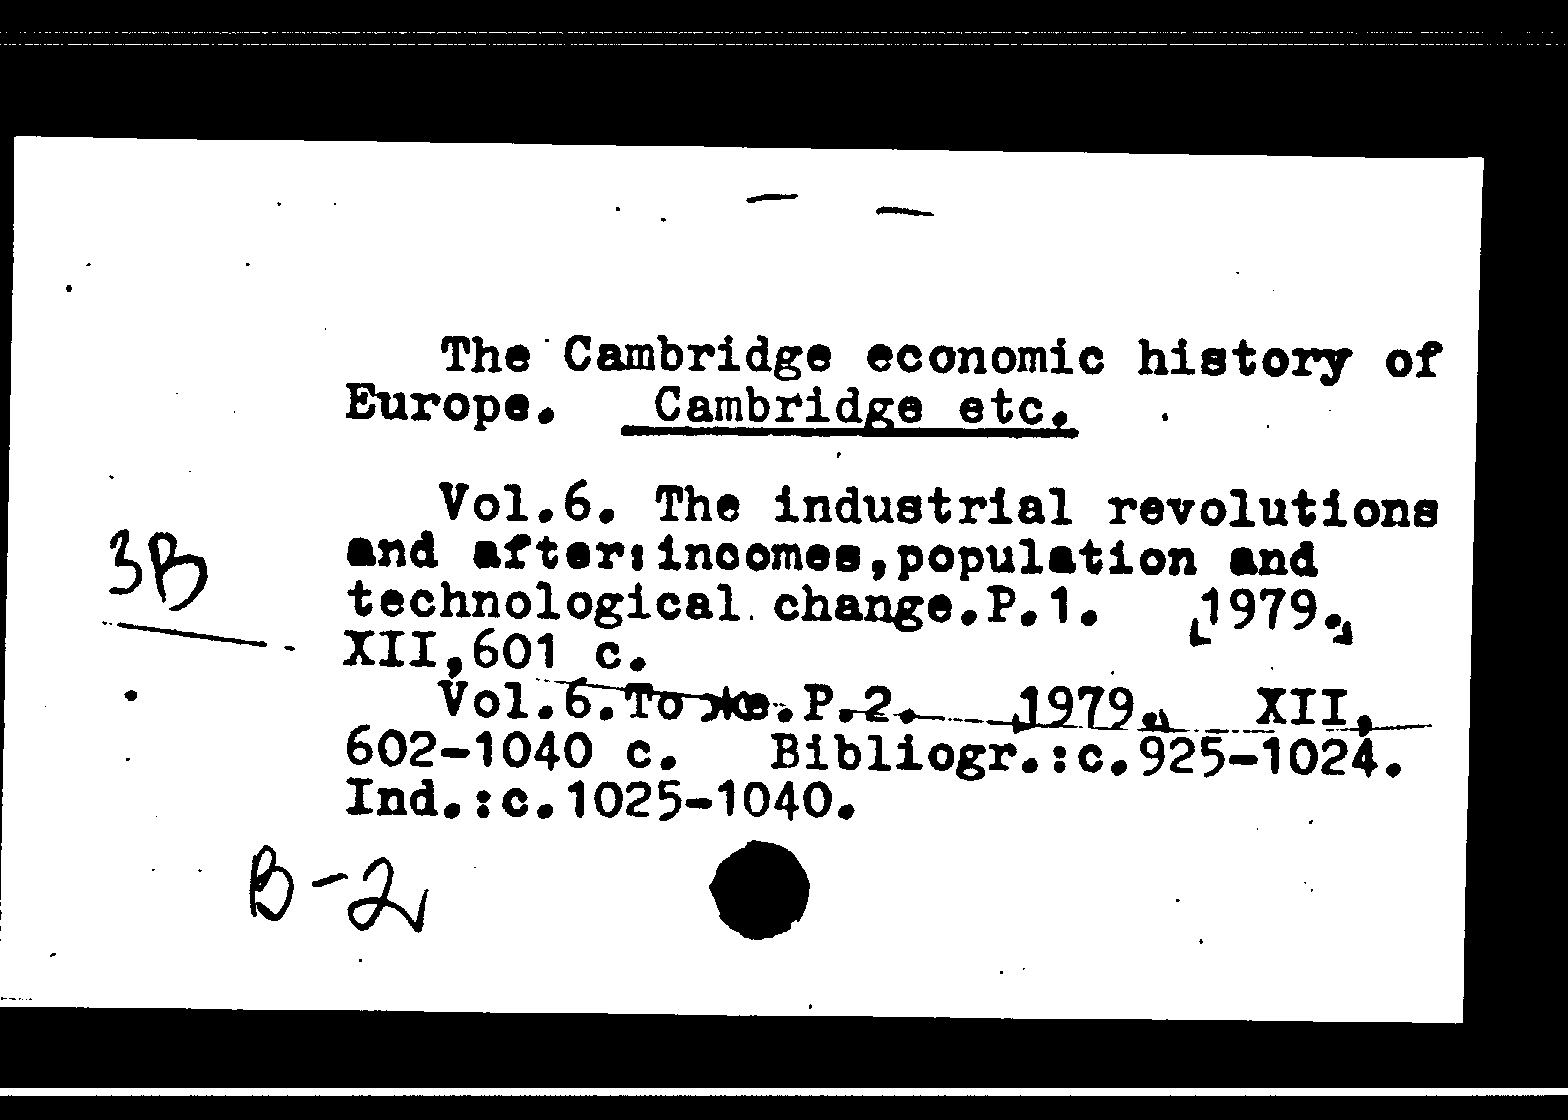 The Cambridge economic history of
Europe. Cambridge etc.
Vol.6. The industrial revolutions
and after:incomes,population and
3B
technological change.P.1. [1979.]
XII,601 c.
Vol.6.То же.P.2. [1979.] XII,
602-1040 c. Bibliogr.:c.925-1024.
Ind.:c.1025-1040.
B-2